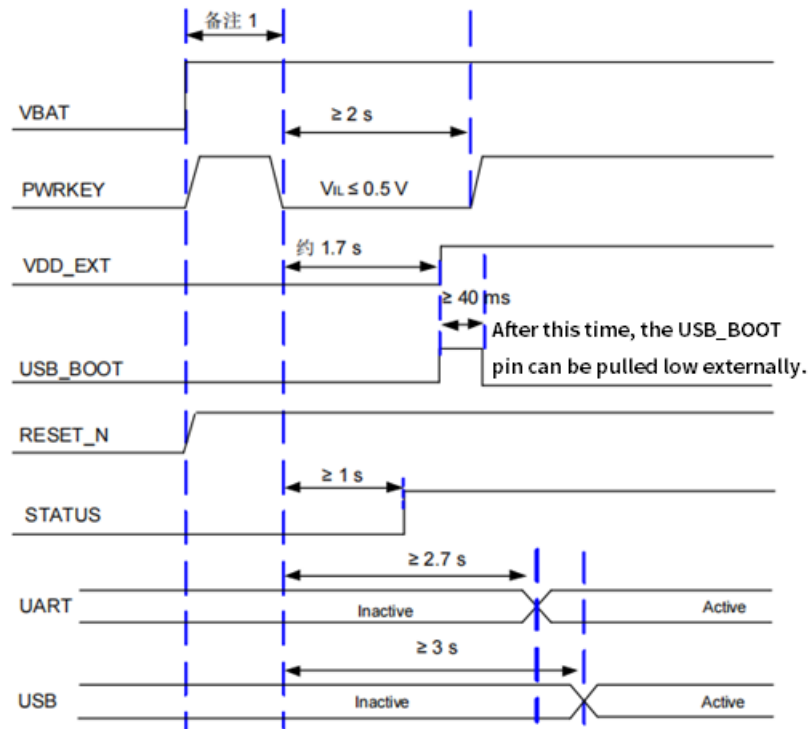 备注 1
VBAT
≥ 2 s
PWRKEY
VIL ≤ 0.5 V
约 1.7 s
VDD_EXT
≥ 40 ms
After this time, the USB_BOOT
pin can be pulled low externally.
USB_BOOT
RESET_N
≥ 1 s
STATUS
≥ 2.7 s
UART
Inactive
Active
≥ 3 s
USB
Inactive
Active